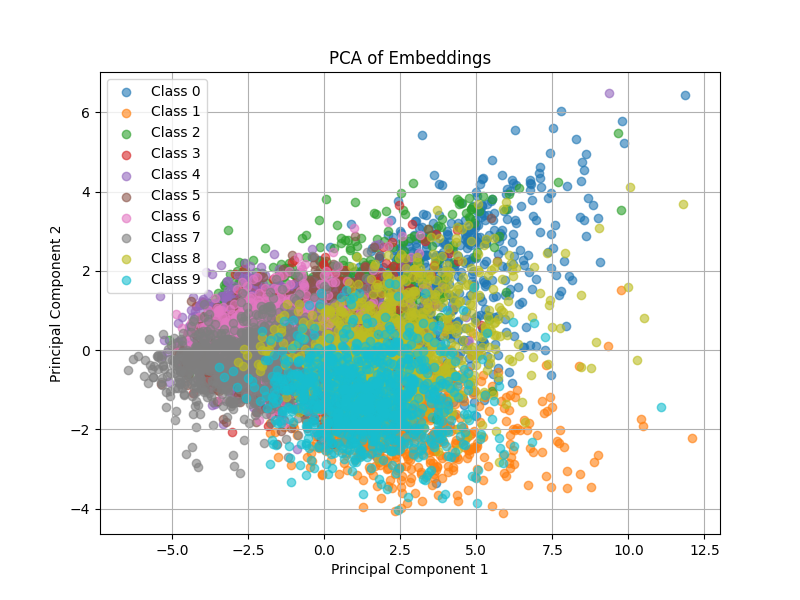 PCA of Embeddings
Class 0
Class 1
Class 2
Class 3
Class 4
Class 5
Class 6
Class 7
Class 8
Class 9
6
4
2
0
−2
−4
Principal Component 2
−5.0 −2.5 0.0 2.5 5.0 7.5 10.0 12.5
Principal Component 1